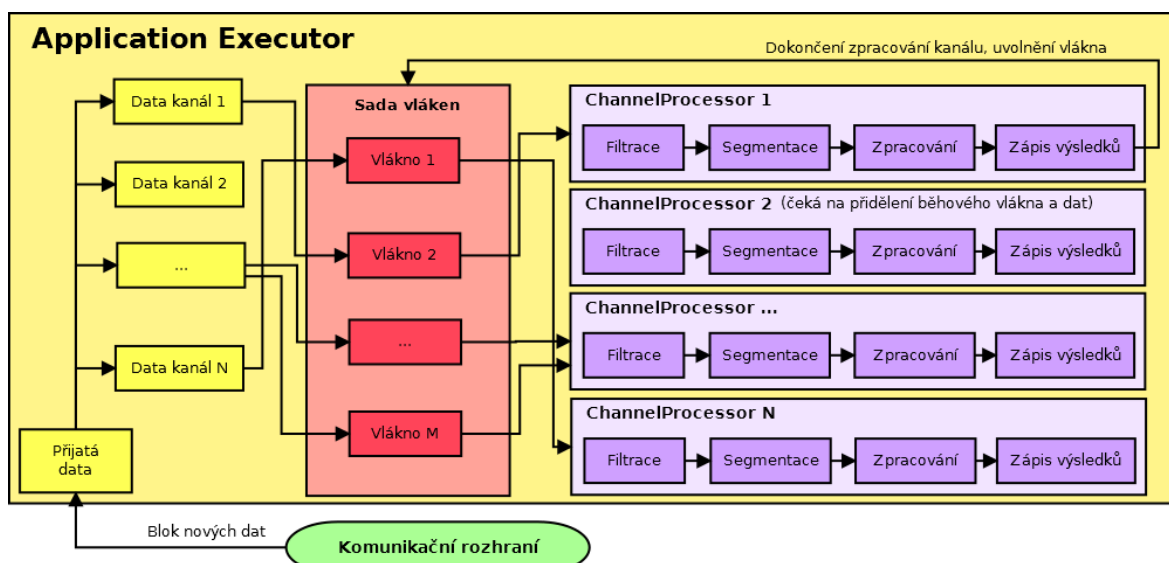 Application Executor
Dokončení zpracování kanálu, uvolnění vlákna
Data kanál 1
Data kanál 2
...
Data kanál N
Přijatá
data
Sada vláken
Vlákno 1
Vlákno 2
...
Vlákno M
ChannelProcessor 1
Filtrace
Segmentace
Zpracování
Zápis výsledků
ChannelProcessor 2 (čeká na přidělení běhového vlákna a dat)
Filtrace
Segmentace
Zpracování
Zápis výsledků
ChannelProcessor ...
Filtrace
Segmentace
Zpracování
Zápis výsledků
ChannelProcessor N
Filtrace
Segmentace
Zpracování
Zápis výsledků
Blok nových dat
Komunikační rozhraní